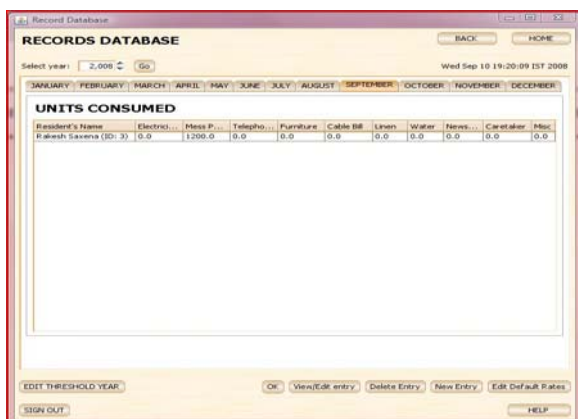 Record Database
RECORDS DATABASE
BACK HOME
Select year: 2,008 Go
Wed Sep 10 19:20:09 IST 2008
JANUARY FEBRUARY MARCH APRIL MAY JUNE JULY AUGUST SEPTEMBER OCTOBER NOVEMBER DECEMBER
UNITS CONSUMED
Resident's Name Electrici... Mess P... Telepho... Furniture Cable Bill Linen Water News... Caretaker Misc
Rakesh Saxena (ID: 3) 0.0 1200.0 0.0 0.0 0.0 0.0 0.0 0.0 0.0 0.0
EDIT THRESHOLD YEAR OK View/Edit entry Delete Entry New Entry Edit Default Rates
SIGN OUT HELP